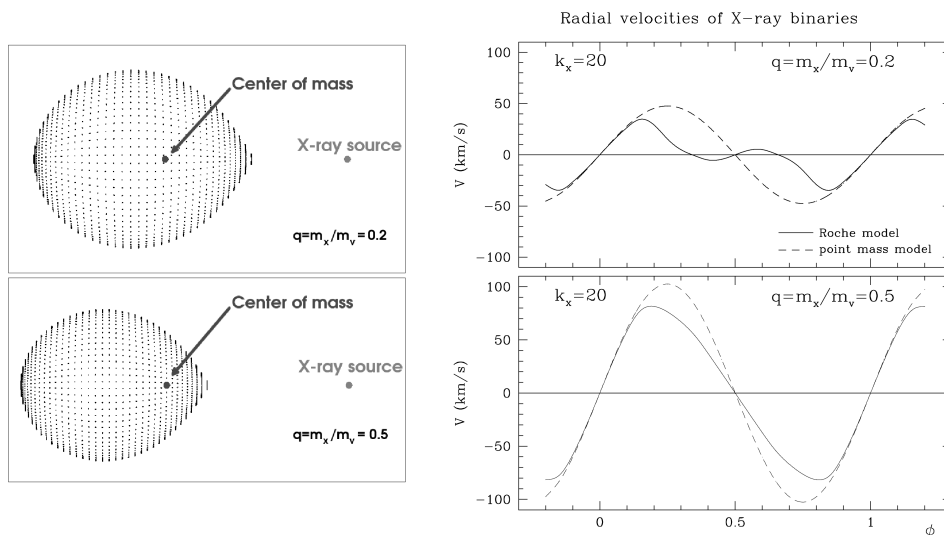 Center of mass
X-ray source
q=mₓ/mᵥ = 0.2
Center of mass
X-ray source
q=mₓ/mᵥ = 0.5
Radial velocities of X-ray binaries
kₓ=20
q=mₓ/mᵥ=0.2
100
50
0
−50
−100
V (km/s)
Roche model
point mass model
kₓ=20
q=mₓ/mᵥ=0.5
100
50
0
−50
−100
V (km/s)
0
0.5
1
ϕ